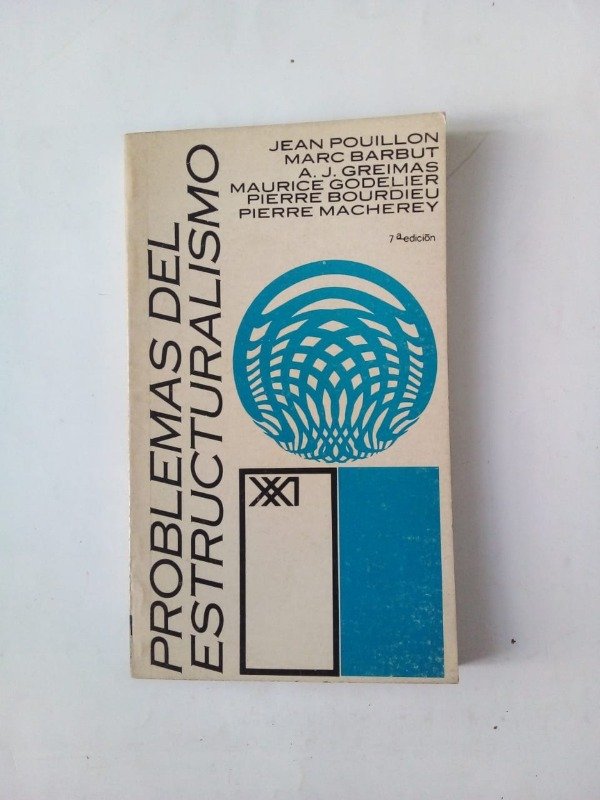 PROBLEMAS DEL
ESTRUCTURALISMO
JEAN POUILLON
MARC BARBUT
A. J. GREIMAS
MAURICE GODELIER
PIERRE BOURDIEU
PIERRE MACHEREY
7ª edición
XXI